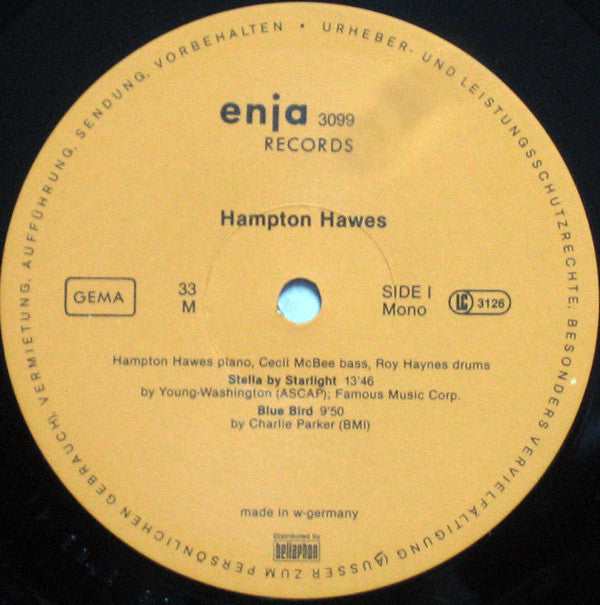 URHEBER- UND LEISTUNGSSCHUTZRECHTE, BESONDERS VERVIELFÄLTIGUNG (AUSSER ZUM PERSÖNLICHEN GEBRAUCH), VERMIETUNG, AUFFÜHRUNG, SENDUNG, VORBEHALTEN •
enja 3099
RECORDS
Hampton Hawes
GEMA
33
M
SIDE I
Mono
LC 3126
Hampton Hawes piano, Cecil McBee bass, Roy Haynes drums
Stella by Starlight 13'46
by Young-Washington (ASCAP); Famous Music Corp.
Blue Bird 9'50
by Charlie Parker (BMI)
made in w-germany
Distributed by
bellaphon